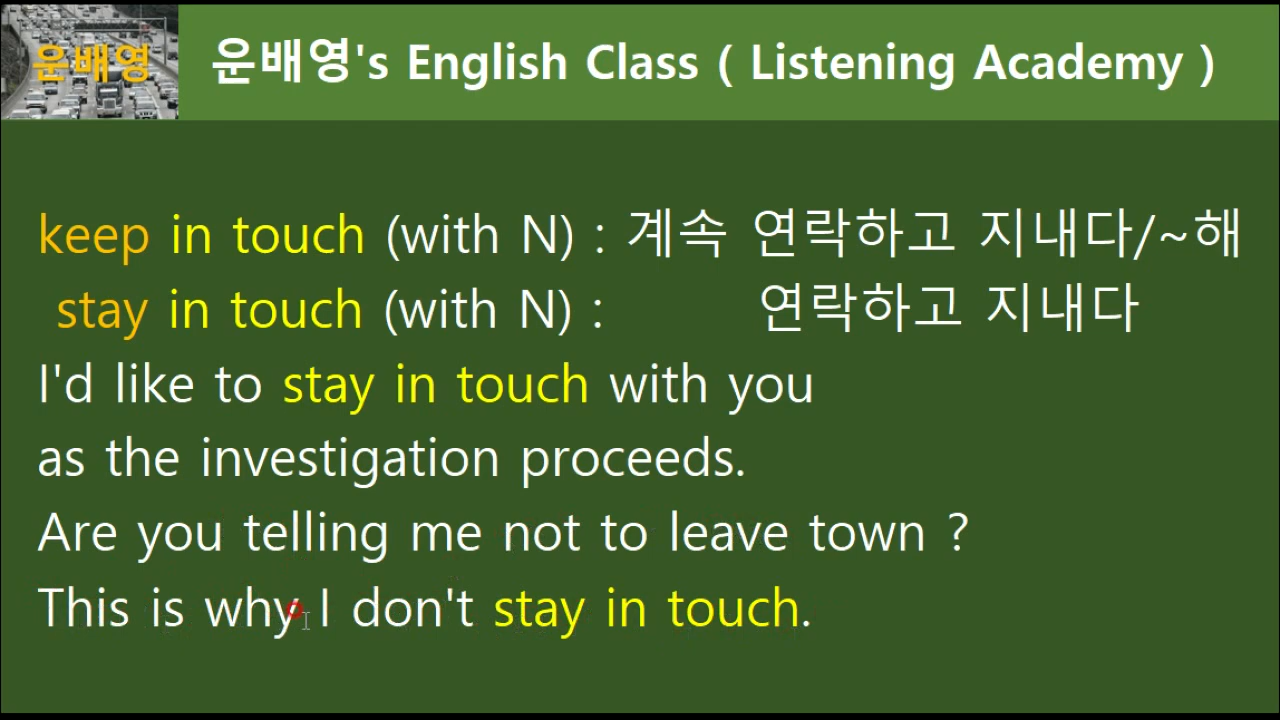 운배영
운배영's English Class ( Listening Academy )
keep in touch (with N) : 계속 연락하고 지내다/~해
stay in touch (with N) : 연락하고 지내다
I'd like to stay in touch with you
as the investigation proceeds.
Are you telling me not to leave town ?
This is why I don't stay in touch.